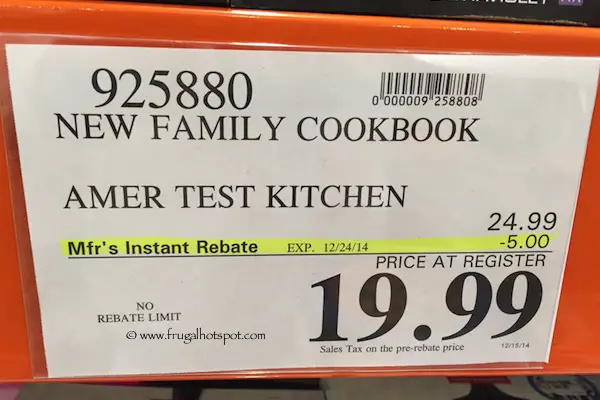 925880
0 000009 258808
NEW FAMILY COOKBOOK
AMER TEST KITCHEN
24.99
Mfr's Instant Rebate EXP. 12/24/14 -5.00
PRICE AT REGISTER
19.99
NO
REBATE LIMIT
© www.frugalhotspot.com
Sales Tax on the pre-rebate price 12/15/14